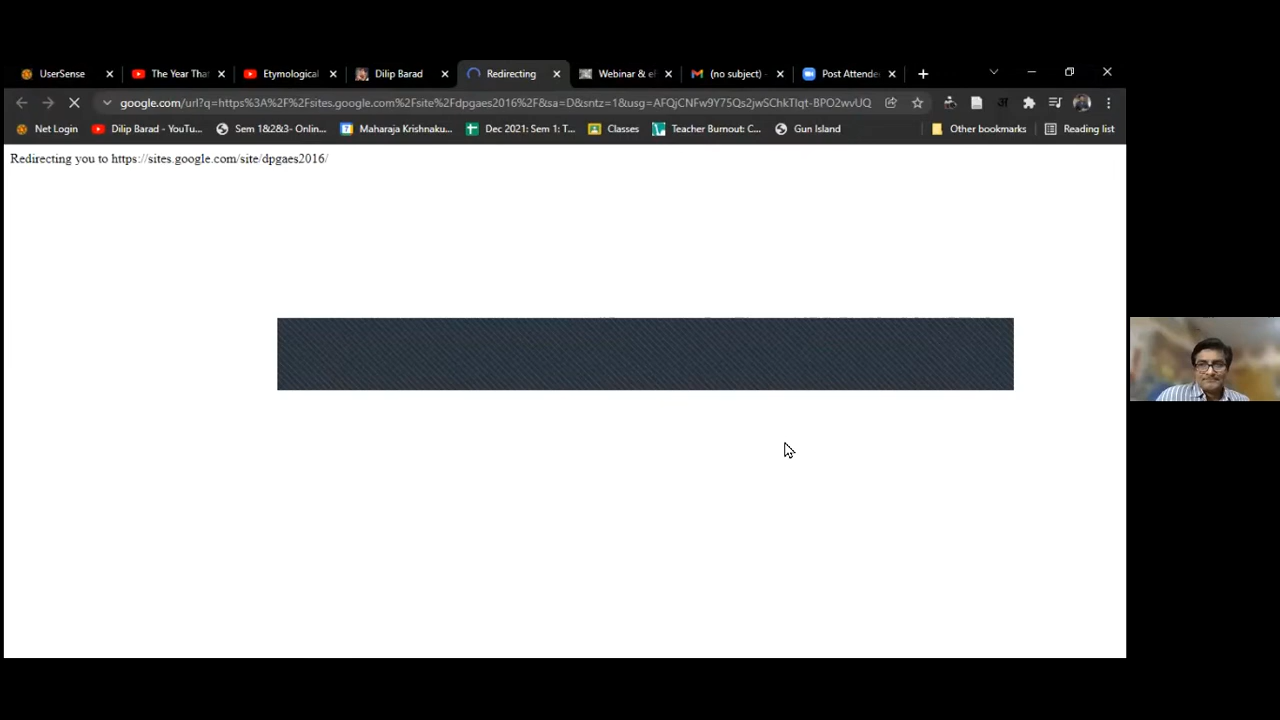 UserSense
The Year Tha
Etymological
Dilip Barad
Redirecting
Webinar & e
(no subject) -
Post Attende
google.com/url?q=https%3A%2F%2Fsites.google.com%2Fsite%2Fdpgaes2016%2F&sa=D&sntz=1&usg=AFQjCNFw9Y75Qs2jwSChkTIqt-BPO2wvUQ
Net Login
Dilip Barad - YouTu...
Sem 1&2&3- Onlin...
Maharaja Krishnaku...
Dec 2021: Sem 1: T...
Classes
Teacher Burnout: C...
Gun Island
Other bookmarks
Reading list
Redirecting you to https://sites.google.com/site/dpgaes2016/